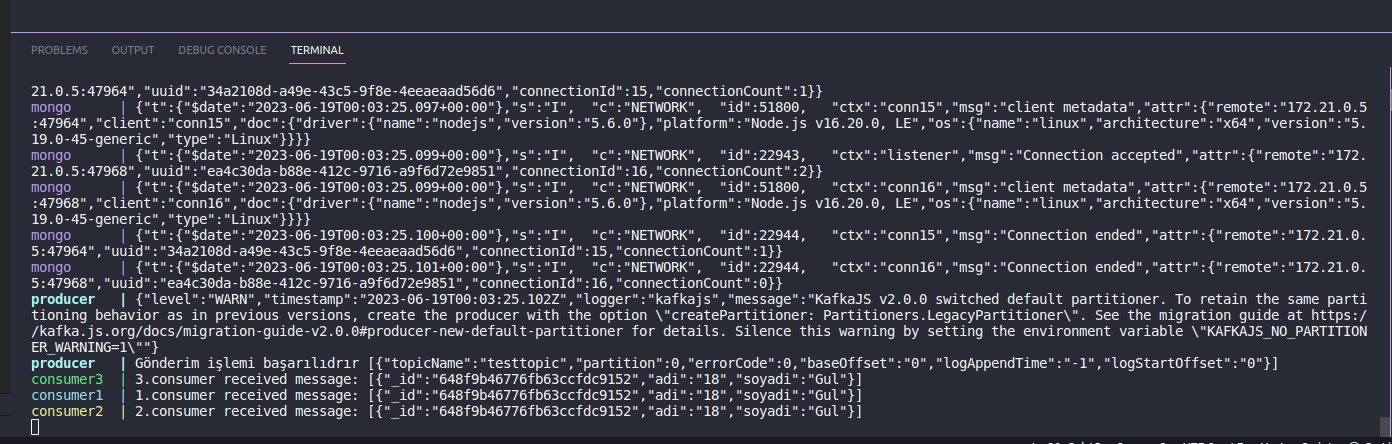 PROBLEMS OUTPUT DEBUG CONSOLE TERMINAL
21.0.5:47964","uuid":"34a2108d-a49e-43c5-9f8e-4eeaeaad56d6","connectionId":15,"connectionCount":1}}
mongo | {"t":{"$date":"2023-06-19T00:03:25.097+00:00"},"s":"I", "c":"NETWORK", "id":51800, "ctx":"conn15","msg":"client metadata","attr":{"remote":"172.21.0.5
:47964","client":"conn15","doc":{"driver":{"name":"nodejs","version":"5.6.0"},"platform":"Node.js v16.20.0, LE","os":{"name":"linux","architecture":"x64","version":"5.
19.0-45-generic","type":"Linux"}}}}
mongo | {"t":{"$date":"2023-06-19T00:03:25.099+00:00"},"s":"I", "c":"NETWORK", "id":22943, "ctx":"listener","msg":"Connection accepted","attr":{"remote":"172.
21.0.5:47968","uuid":"ea4c30da-b88e-412c-9716-a9f6d72e9851","connectionId":16,"connectionCount":2}}
mongo | {"t":{"$date":"2023-06-19T00:03:25.099+00:00"},"s":"I", "c":"NETWORK", "id":51800, "ctx":"conn16","msg":"client metadata","attr":{"remote":"172.21.0.5
:47968","client":"conn16","doc":{"driver":{"name":"nodejs","version":"5.6.0"},"platform":"Node.js v16.20.0, LE","os":{"name":"linux","architecture":"x64","version":"5.
19.0-45-generic","type":"Linux"}}}}
mongo | {"t":{"$date":"2023-06-19T00:03:25.100+00:00"},"s":"I", "c":"NETWORK", "id":22944, "ctx":"conn15","msg":"Connection ended","attr":{"remote":"172.21.0.
5:47964","uuid":"34a2108d-a49e-43c5-9f8e-4eeaeaad56d6","connectionId":15,"connectionCount":1}}
mongo | {"t":{"$date":"2023-06-19T00:03:25.101+00:00"},"s":"I", "c":"NETWORK", "id":22944, "ctx":"conn16","msg":"Connection ended","attr":{"remote":"172.21.0.
5:47968","uuid":"ea4c30da-b88e-412c-9716-a9f6d72e9851","connectionId":16,"connectionCount":0}}
producer | {"level":"WARN","timestamp":"2023-06-19T00:03:25.102Z","logger":"kafkajs","message":"KafkaJS v2.0.0 switched default partitioner. To retain the same parti
tioning behavior as in previous versions, create the producer with the option \"createPartitioner: Partitioners.LegacyPartitioner\". See the migration guide at https:/
/kafka.js.org/docs/migration-guide-v2.0.0#producer-new-default-partitioner for details. Silence this warning by setting the environment variable \"KAFKAJS_NO_PARTITION
ER_WARNING=1\""}
producer | Gönderim işlemi başarılıdrır [{"topicName":"testtopic","partition":0,"errorCode":0,"baseOffset":"0","logAppendTime":"-1","logStartOffset":"0"}]
consumer3 | 3.consumer received message: [{"_id":"648f9b46776fb63ccfdc9152","adi":"18","soyadi":"Gul"}]
consumer1 | 1.consumer received message: [{"_id":"648f9b46776fb63ccfdc9152","adi":"18","soyadi":"Gul"}]
consumer2 | 2.consumer received message: [{"_id":"648f9b46776fb63ccfdc9152","adi":"18","soyadi":"Gul"}]